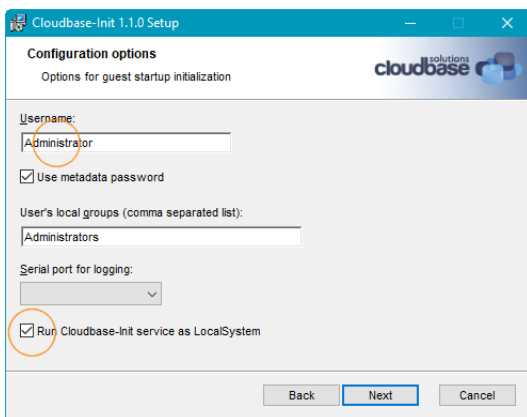 Cloudbase-Init 1.1.0 Setup
Configuration options
Options for guest startup initialization
cloudbase solutions
Username:
Administrator
Use metadata password
User's local groups (comma separated list):
Administrators
Serial port for logging:
Run Cloudbase-Init service as LocalSystem
Back Next Cancel